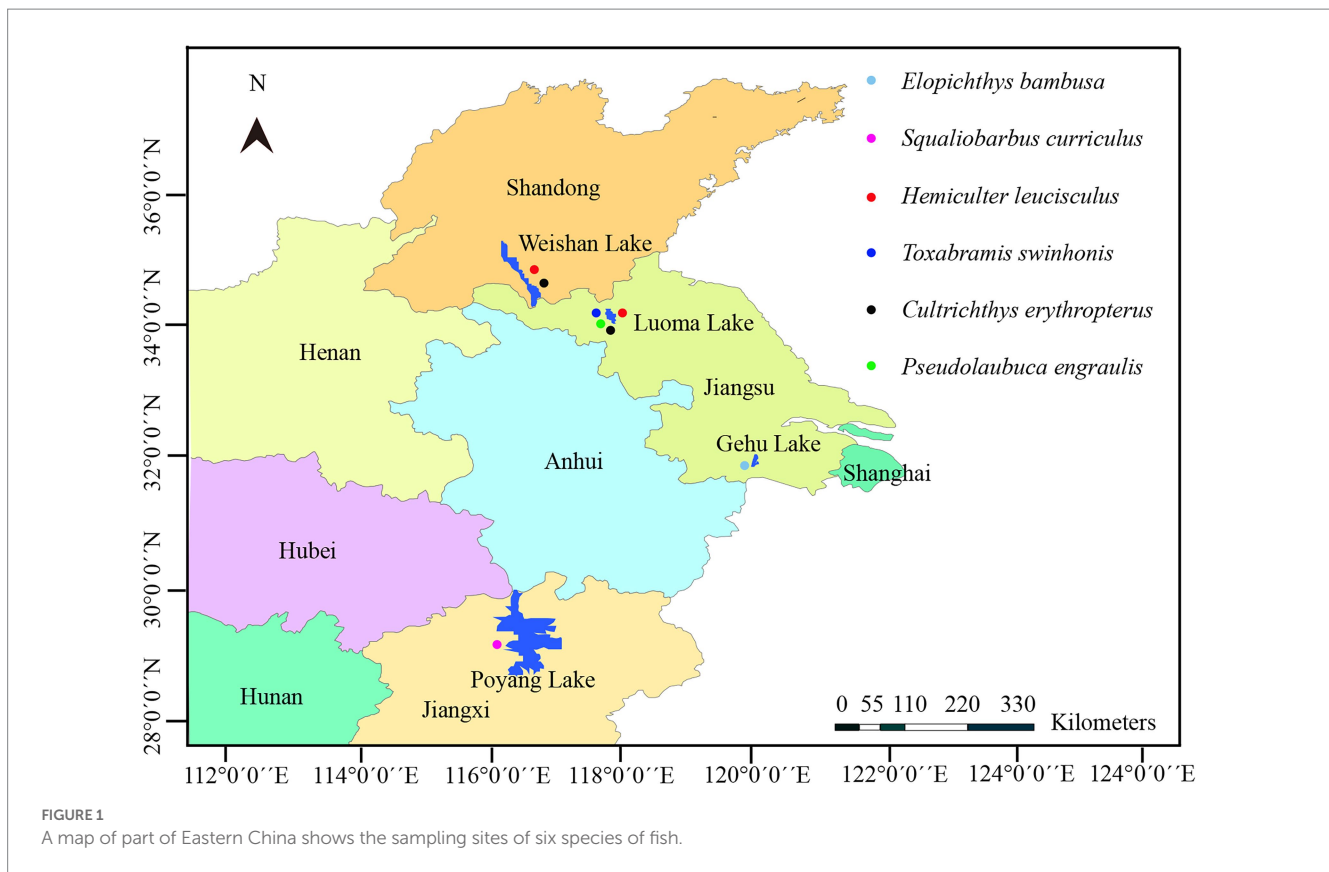 N
Elopichthys bambusa
Squaliobarbus curriculus
Hemiculter leucisculus
Toxabramis swinhonis
Cultrichthys erythropterus
Pseudolaubuca engraulis
36°0´0´´N
34°0´0´´N
32°0´0´´N
30°0´0´´N
28°0´0´´N
Shandong
Weishan Lake
Luoma Lake
Henan
Jiangsu
Gehu Lake
Anhui
Shanghai
Hubei
Poyang Lake
Hunan
Jiangxi
0 55 110 220 330
Kilometers
112°0´0´´E 114°0´0´´E 116°0´0´´E 118°0´0´´E 120°0´0´´E 122°0´0´´E 124°0´0´´E 124°0´0´´E
FIGURE 1
A map of part of Eastern China shows the sampling sites of six species of fish.